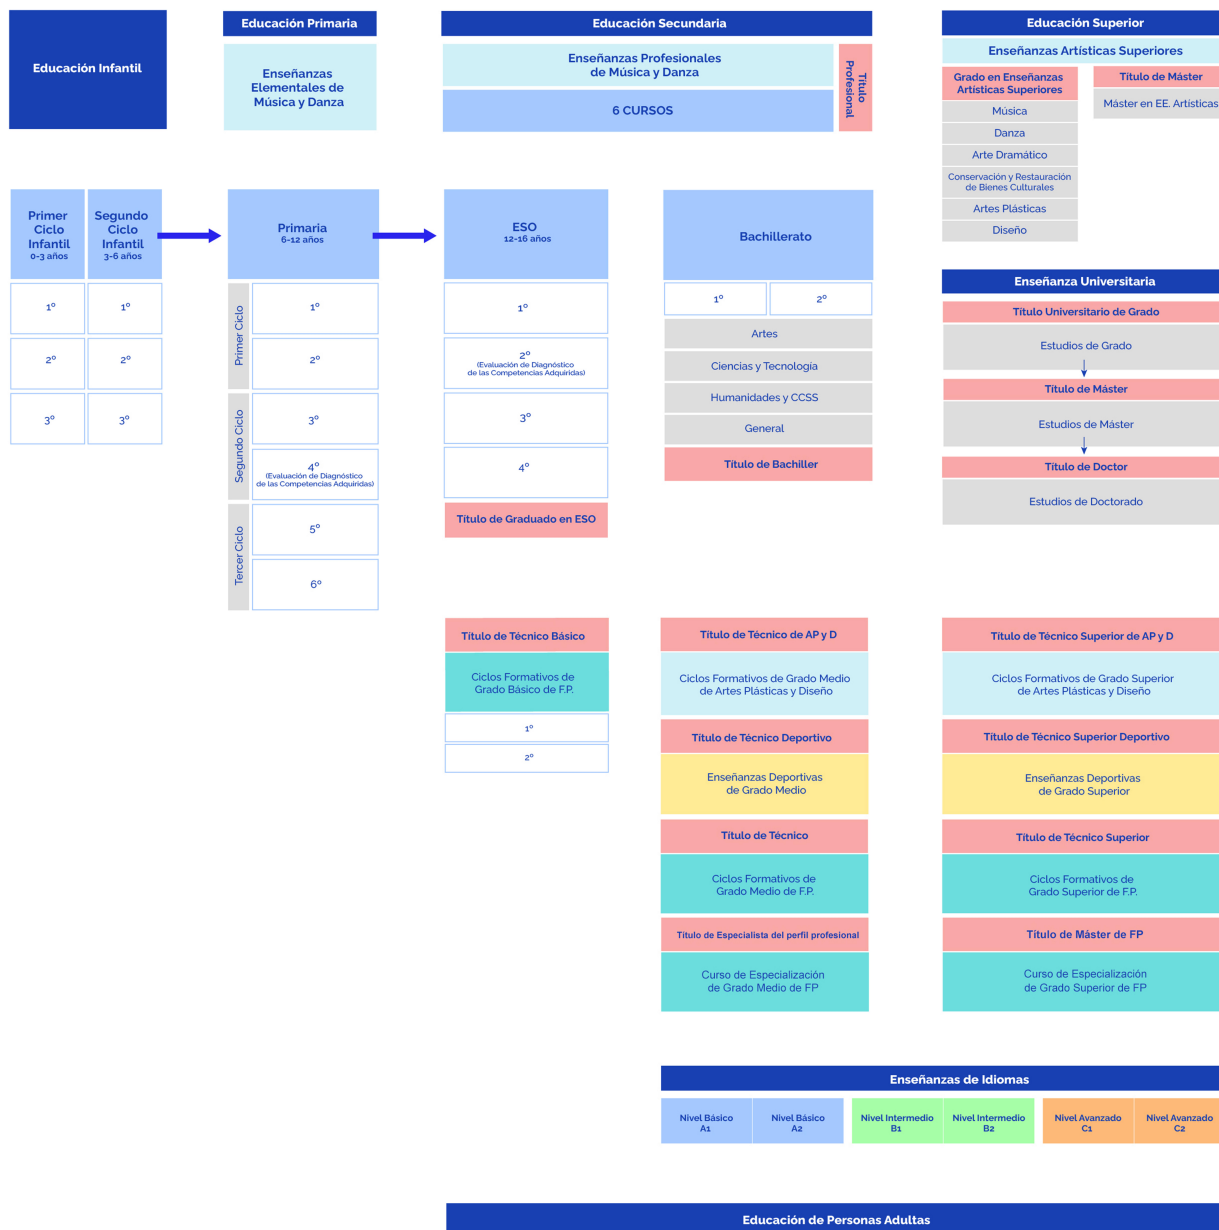 Educación Infantil
Educación Primaria
Enseñanzas
Elementales de
Música y Danza
Educación Secundaria
Enseñanzas Profesionales
de Música y Danza
6 CURSOS
Título
Profesional
Educación Superior
Enseñanzas Artísticas Superiores
Grado en Enseñanzas
Artísticas Superiores
Música
Danza
Arte Dramático
Conservación y Restauración
de Bienes Culturales
Artes Plásticas
Diseño
Título de Máster
Máster en EE. Artísticas
Primer
Ciclo
Infantil
0-3 años
1º
2º
3º
Segundo
Ciclo
Infantil
3-6 años
1º
2º
3º
Primaria
6-12 años
Primer Ciclo
1º
2º
Segundo Ciclo
3º
4º
(Evaluación de Diagnóstico
de las Competencias Adquiridas)
Tercer Ciclo
5º
6º
ESO
12-16 años
1º
2º
(Evaluación de Diagnóstico
de las Competencias Adquiridas)
3º
4º
Título de Graduado en ESO
Bachillerato
1º
2º
Artes
Ciencias y Tecnología
Humanidades y CCSS
General
Título de Bachiller
Enseñanza Universitaria
Título Universitario de Grado
Estudios de Grado
Título de Máster
Estudios de Máster
Título de Doctor
Estudios de Doctorado
Título de Técnico Básico
Ciclos Formativos de
Grado Básico de F.P.
1º
2º
Título de Técnico de AP y D
Ciclos Formativos de Grado Medio
de Artes Plásticas y Diseño
Título de Técnico Deportivo
Enseñanzas Deportivas
de Grado Medio
Título de Técnico
Ciclos Formativos de
Grado Medio de F.P.
Título de Especialista del perfil profesional
Curso de Especialización
de Grado Medio de FP
Título de Técnico Superior de AP y D
Ciclos Formativos de Grado Superior
de Artes Plásticas y Diseño
Título de Técnico Superior Deportivo
Enseñanzas Deportivas
de Grado Superior
Título de Técnico Superior
Ciclos Formativos de
Grado Superior de F.P.
Título de Máster de FP
Curso de Especialización
de Grado Superior de FP
Enseñanzas de Idiomas
Nivel Básico
A1
Nivel Básico
A2
Nivel Intermedio
B1
Nivel Intermedio
B2
Nivel Avanzado
C1
Nivel Avanzado
C2
Educación de Personas Adultas